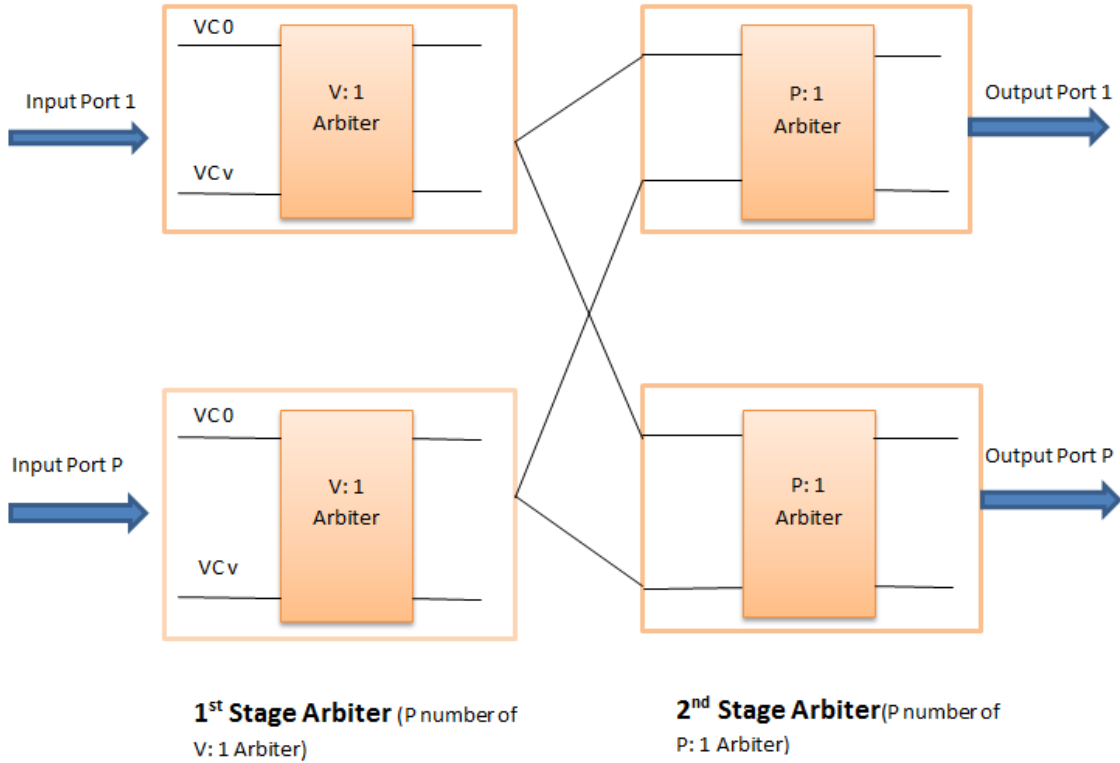 VC 0
V: 1
Arbiter
Input Port 1
VC v
P: 1
Arbiter
Output Port 1
VC 0
V: 1
Arbiter
Input Port P
VC v
P: 1
Arbiter
Output Port P
1st Stage Arbiter (P number of
V: 1 Arbiter)
2nd Stage Arbiter(P number of
P: 1 Arbiter)